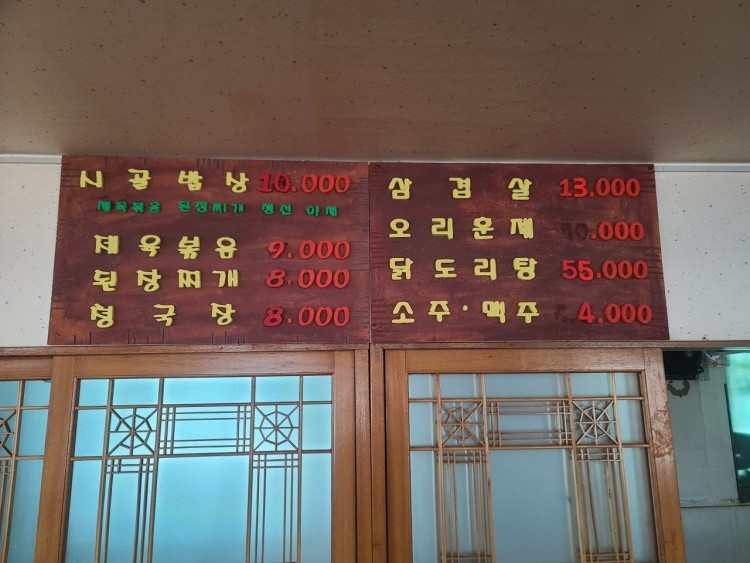 시골밥상 10.000
제육볶음 된장찌개 생선 야채
제육볶음 9.000
된장찌개 8.000
청국장 8.000
삼겹살 13.000
오리훈제
닭도리탕 55.000
소주·맥주 4.000